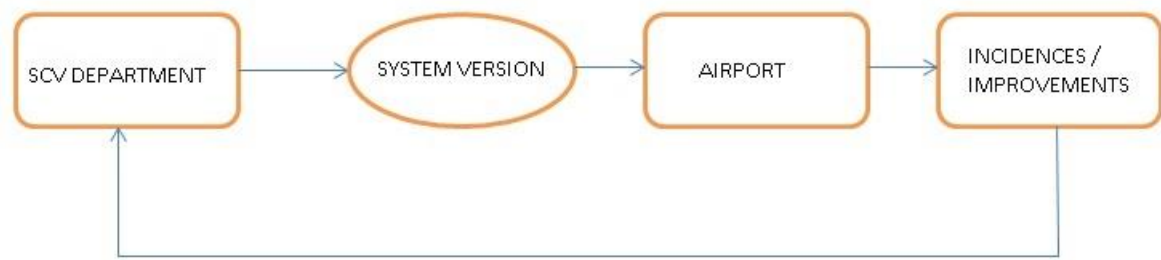 SCV DEPARTMENT
SYSTEM VERSION
AIRPORT
INCIDENCES /
IMPROVEMENTS